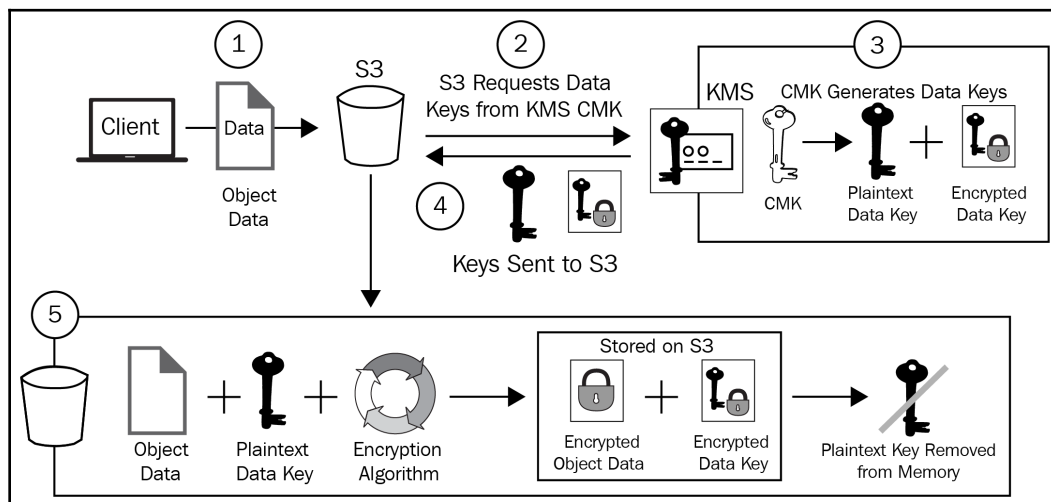 1
2
3
S3
S3 Requests Data
Keys from KMS CMK
KMS
CMK Generates Data Keys
Client
Data
Object
Data
4
CMK
Plaintext
Data Key
Encrypted
Data Key
Keys Sent to S3
5
Stored on S3
Object
Data
Plaintext
Data Key
Encryption
Algorithm
Encrypted
Object Data
Encrypted
Data Key
Plaintext Key Removed
from Memory